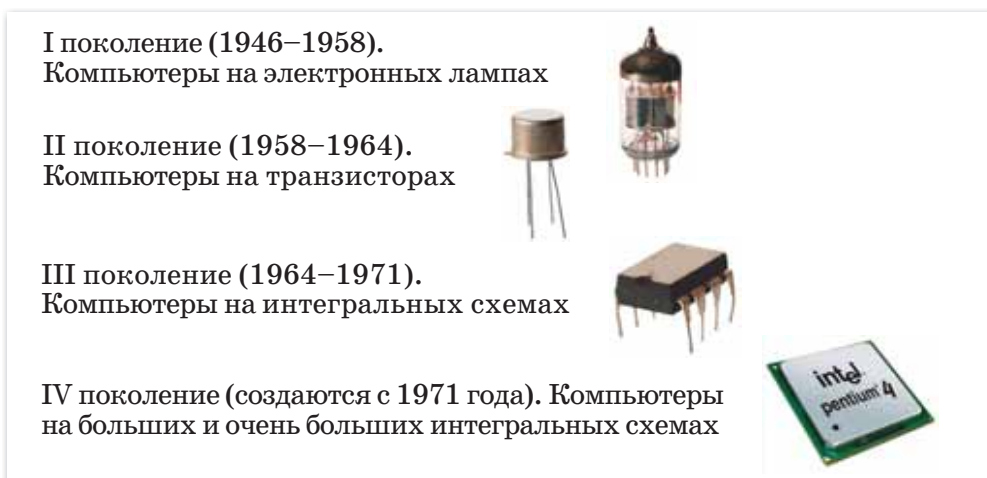 I поколение (1946–1958).
Компьютеры на электронных лампах
II поколение (1958–1964).
Компьютеры на транзисторах
III поколение (1964–1971).
Компьютеры на интегральных схемах
IV поколение (создаются с 1971 года). Компьютеры
на больших и очень больших интегральных схемах
intel
pentium 4